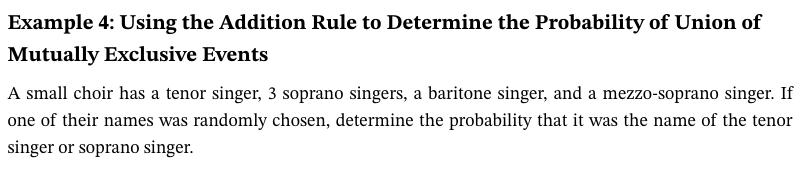 Example 4: Using the Addition Rule to Determine the Probability of Union of
Mutually Exclusive Events
A small choir has a tenor singer, 3 soprano singers, a baritone singer, and a mezzo-soprano singer. If
one of their names was randomly chosen, determine the probability that it was the name of the tenor
singer or soprano singer.